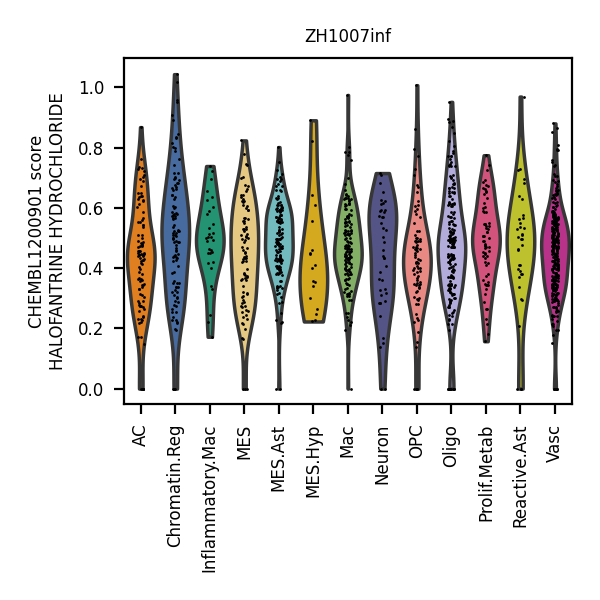 ZH1007inf
CHEMBL1200901 score
HALOFANTRINE HYDROCHLORIDE
1.0
0.8
0.6
0.4
0.2
0.0
AC
Chromatin.Reg
Inflammatory.Mac
MES
MES.Ast
MES.Hyp
Mac
Neuron
OPC
Oligo
Prolif.Metab
Reactive.Ast
Vasc